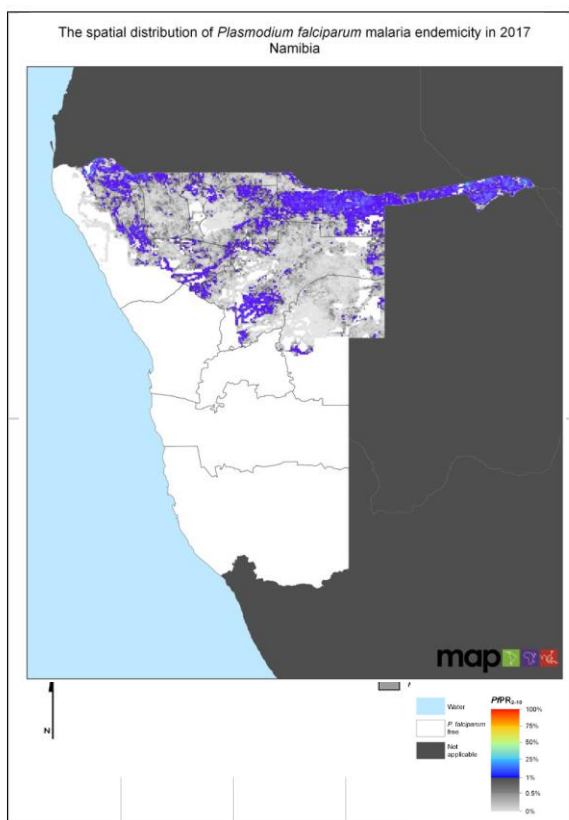 The spatial distribution of Plasmodium falciparum malaria endemicity in 2017
Namibia
map
N
Water
P. falciparum
free
Not
applicable
PfPR2-10
100%
75%
50%
25%
1%
0.5%
0%